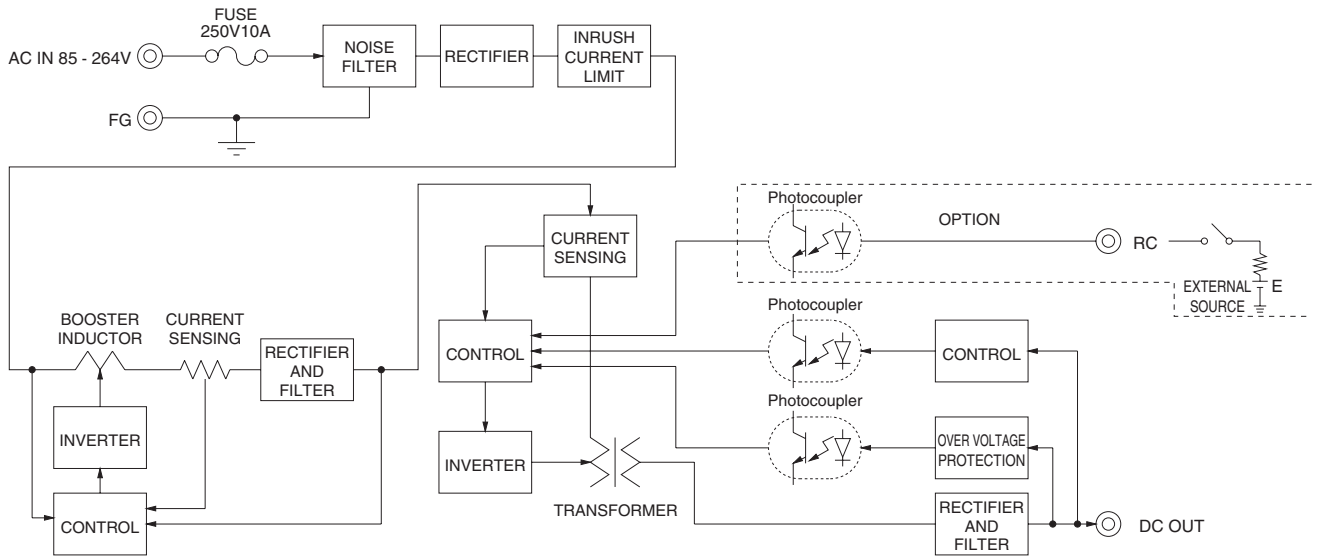 FUSE
250V10A
AC IN 85 - 264V
NOISE
FILTER
RECTIFIER
INRUSH
CURRENT
LIMIT
FG
Photocoupler
OPTION
RC
EXTERNAL
SOURCE
E
CURRENT
SENSING
BOOSTER
INDUCTOR
CURRENT
SENSING
RECTIFIER
AND
FILTER
INVERTER
CONTROL
CONTROL
INVERTER
TRANSFORMER
Photocoupler
CONTROL
Photocoupler
OVER VOLTAGE
PROTECTION
RECTIFIER
AND
FILTER
DC OUT